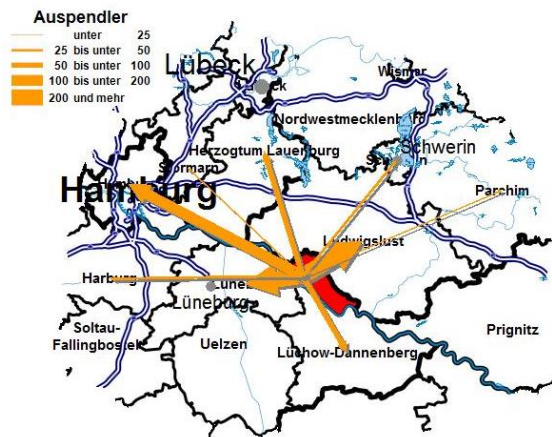 Auspendler
unter 25
25 bis unter 50
50 bis unter 100
100 bis unter 200
200 und mehr
Lübeck
Wismar
Nordwestmecklenburg
Herzogtum Lauenburg
Schwerin
Stormarn
Hamburg
Parchim
Ludwigslust
Harburg
Lüneburg
Soltau-
Fallingbostel
Uelzen
Lüchow-Dannenberg
Prignitz